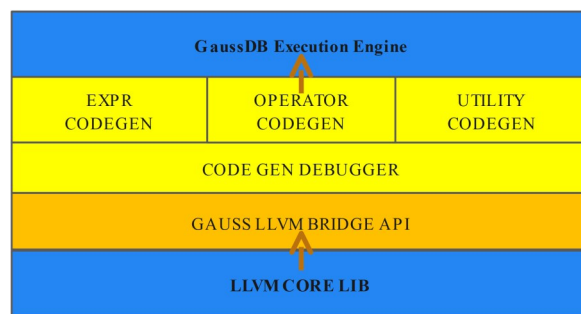 GaussDB Execution Engine
EXPR
CODEGEN
OPERATOR
CODEGEN
UTILITY
CODEGEN
CODE GEN DEBUGGER
GAUSS LLVM BRIDGE API
LLVM CORE LIB